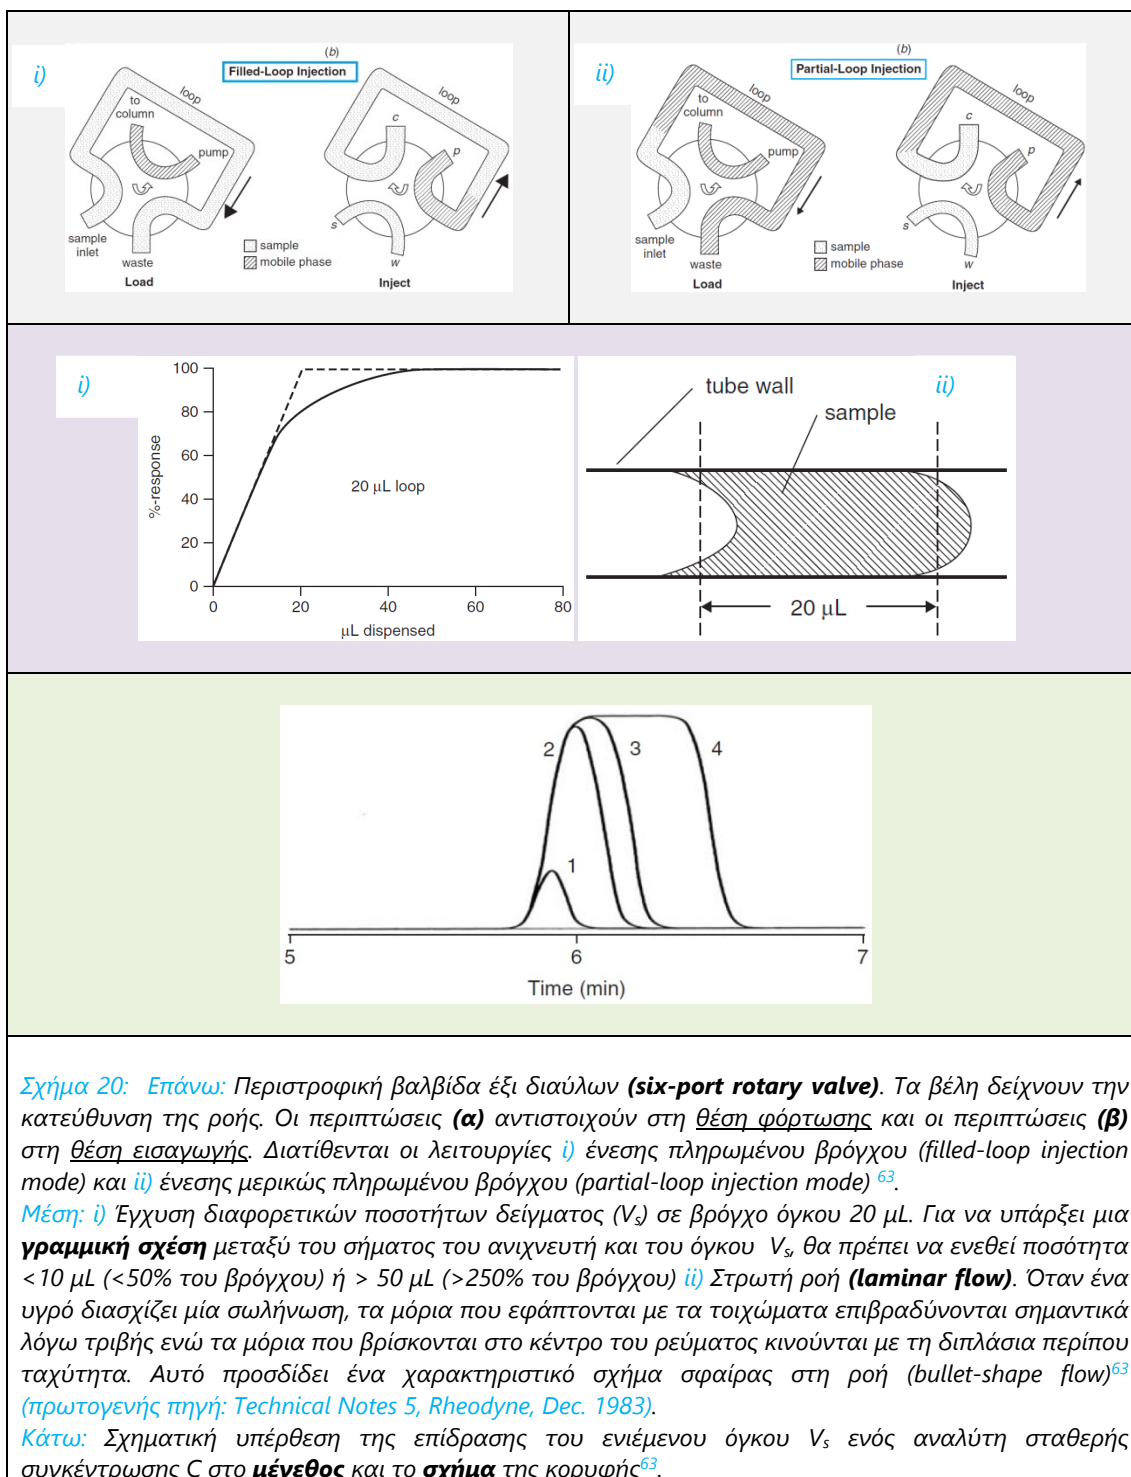 i)
(b)
Filled-Loop Injection
loop
to
column
pump
sample
inlet
waste
Load
c
p
s
w
loop
sample
mobile phase
Inject
ii)
(b)
Partial-Loop Injection
loop
to
column
pump
sample
inlet
waste
Load
c
p
s
w
loop
sample
mobile phase
Inject
i)
100
80
60
40
20
0
%-response
20 µL loop
0 20 40 60 80
µL dispensed
ii)
tube wall
sample
20 µL
1
2
3
4
5 6 7
Time (min)
Σχήμα 20: Επάνω: Περιστροφική βαλβίδα έξι διαύλων (six-port rotary valve). Τα βέλη δείχνουν την
κατεύθυνση της ροής. Οι περιπτώσεις (α) αντιστοιχούν στη θέση φόρτωσης και οι περιπτώσεις (β)
στη θέση εισαγωγής. Διατίθενται οι λειτουργίες i) ένεσης πληρωμένου βρόγχου (filled-loop injection
mode) και ii) ένεσης μερικώς πληρωμένου βρόγχου (partial-loop injection mode) 63.
Μέση: i) Έγχυση διαφορετικών ποσοτήτων δείγματος (Vs) σε βρόγχο όγκου 20 μL. Για να υπάρξει μια
γραμμική σχέση μεταξύ του σήματος του ανιχνευτή και του όγκου Vs, θα πρέπει να ενεθεί ποσότητα
<10 μL (<50% του βρόγχου) ή > 50 μL (>250% του βρόγχου) ii) Στρωτή ροή (laminar flow). Όταν ένα
υγρό διασχίζει μία σωλήνωση, τα μόρια που εφάπτονται με τα τοιχώματα επιβραδύνονται σημαντικά
λόγω τριβής ενώ τα μόρια που βρίσκονται στο κέντρο του ρεύματος κινούνται με τη διπλάσια περίπου
ταχύτητα. Αυτό προσδίδει ένα χαρακτηριστικό σχήμα σφαίρας στη ροή (bullet-shape flow)63
(πρωτογενής πηγή: Technical Notes 5, Rheodyne, Dec. 1983).
Κάτω: Σχηματική υπέρθεση της επίδρασης του ενιέμενου όγκου Vs ενός αναλύτη σταθερής
συγκέντρωσης C στο μέγεθος και το σχήμα της κορυφής63.